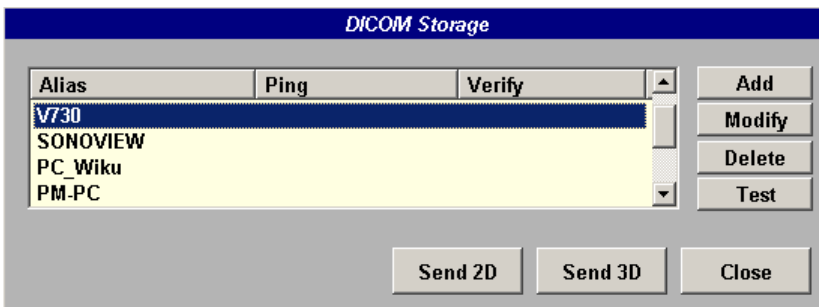 DICOM Storage
Alias Ping Verify
V730
SONOVIEW
PC_Wiku
PM-PC
Add
Modify
Delete
Test
Send 2D Send 3D Close